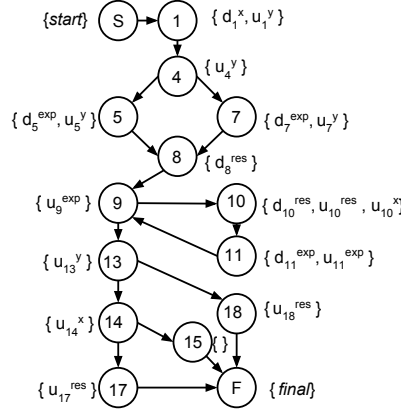 {start} S 1 { d₁ˣ, u₁ʸ }
4 { u₄ʸ }
{ d₅ᵉˣᵖ, u₅ʸ } 5 7 { d₇ᵉˣᵖ, u₇ʸ }
8 { d₈ʳᵉˢ }
{ u₉ᵉˣᵖ } 9 10 { d₁₀ʳᵉˢ, u₁₀ʳᵉˢ , u₁₀ˣ}
11 { d₁₁ᵉˣᵖ, u₁₁ᵉˣᵖ }
{ u₁₃ʸ } 13
18 { u₁₈ʳᵉˢ }
{ u₁₄ˣ } 14
15 { }
{ u₁₇ʳᵉˢ } 17 F { final}